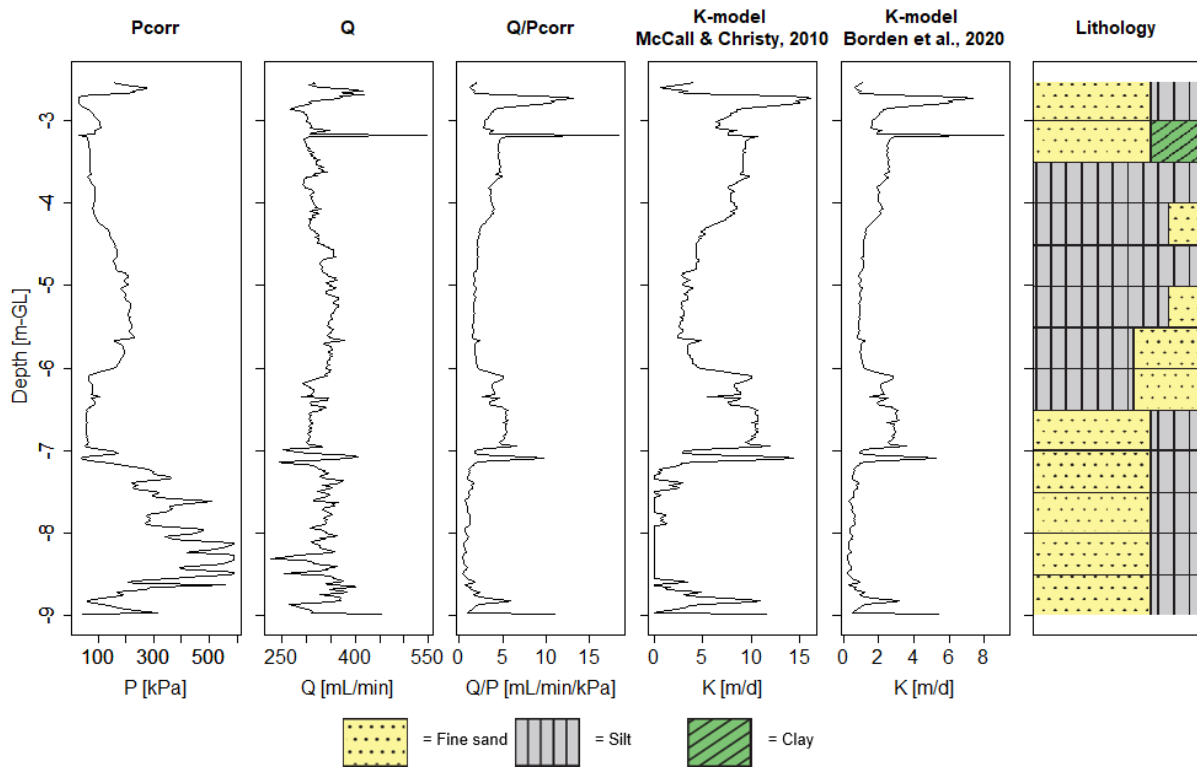 Pcorr
Q
Q/Pcorr
K-model
McCall & Christy, 2010
K-model
Borden et al., 2020
Lithology
Depth [m-GL]
-3
-4
-5
-6
-7
-8
-9
100 300 500
P [kPa]
250 400 550
Q [mL/min]
0 5 10 15
Q/P [mL/min/kPa]
0 5 10 15
K [m/d]
0 2 4 6 8
K [m/d]
= Fine sand
= Silt
= Clay